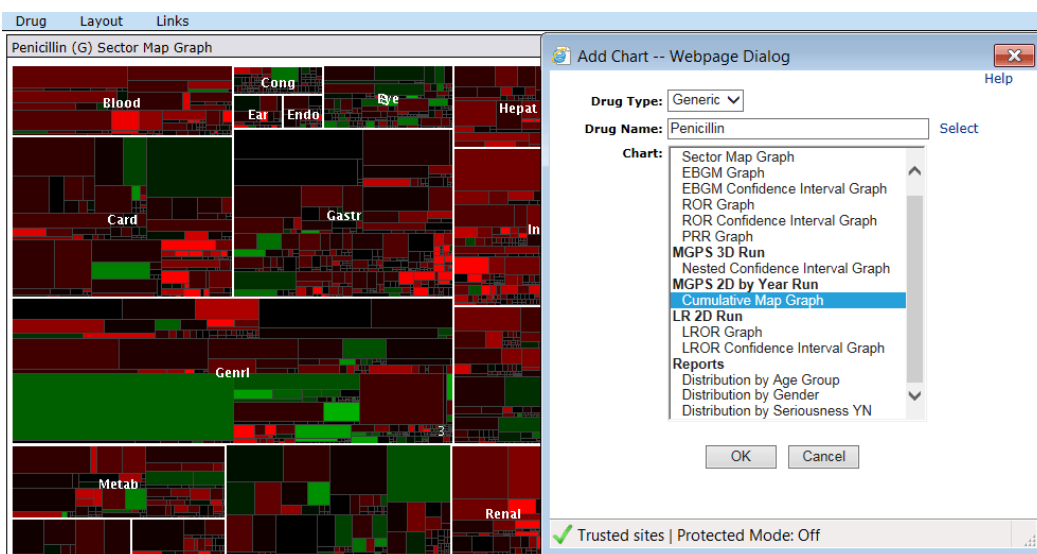 Drug Layout Links
Penicillin (G) Sector Map Graph
Blood
Cong
Eye
Ear
Endo
Hepat
Card
Gastr
In
Genrl
3
Metab
Renal
Add Chart -- Webpage Dialog
Help
Drug Type: Generic
Drug Name: Penicillin Select
Chart:
Sector Map Graph
EBGM Graph
EBGM Confidence Interval Graph
ROR Graph
ROR Confidence Interval Graph
PRR Graph
MGPS 3D Run
Nested Confidence Interval Graph
MGPS 2D by Year Run
Cumulative Map Graph
LR 2D Run
LROR Graph
LROR Confidence Interval Graph
Reports
Distribution by Age Group
Distribution by Gender
Distribution by Seriousness YN
OK Cancel
Trusted sites | Protected Mode: Off